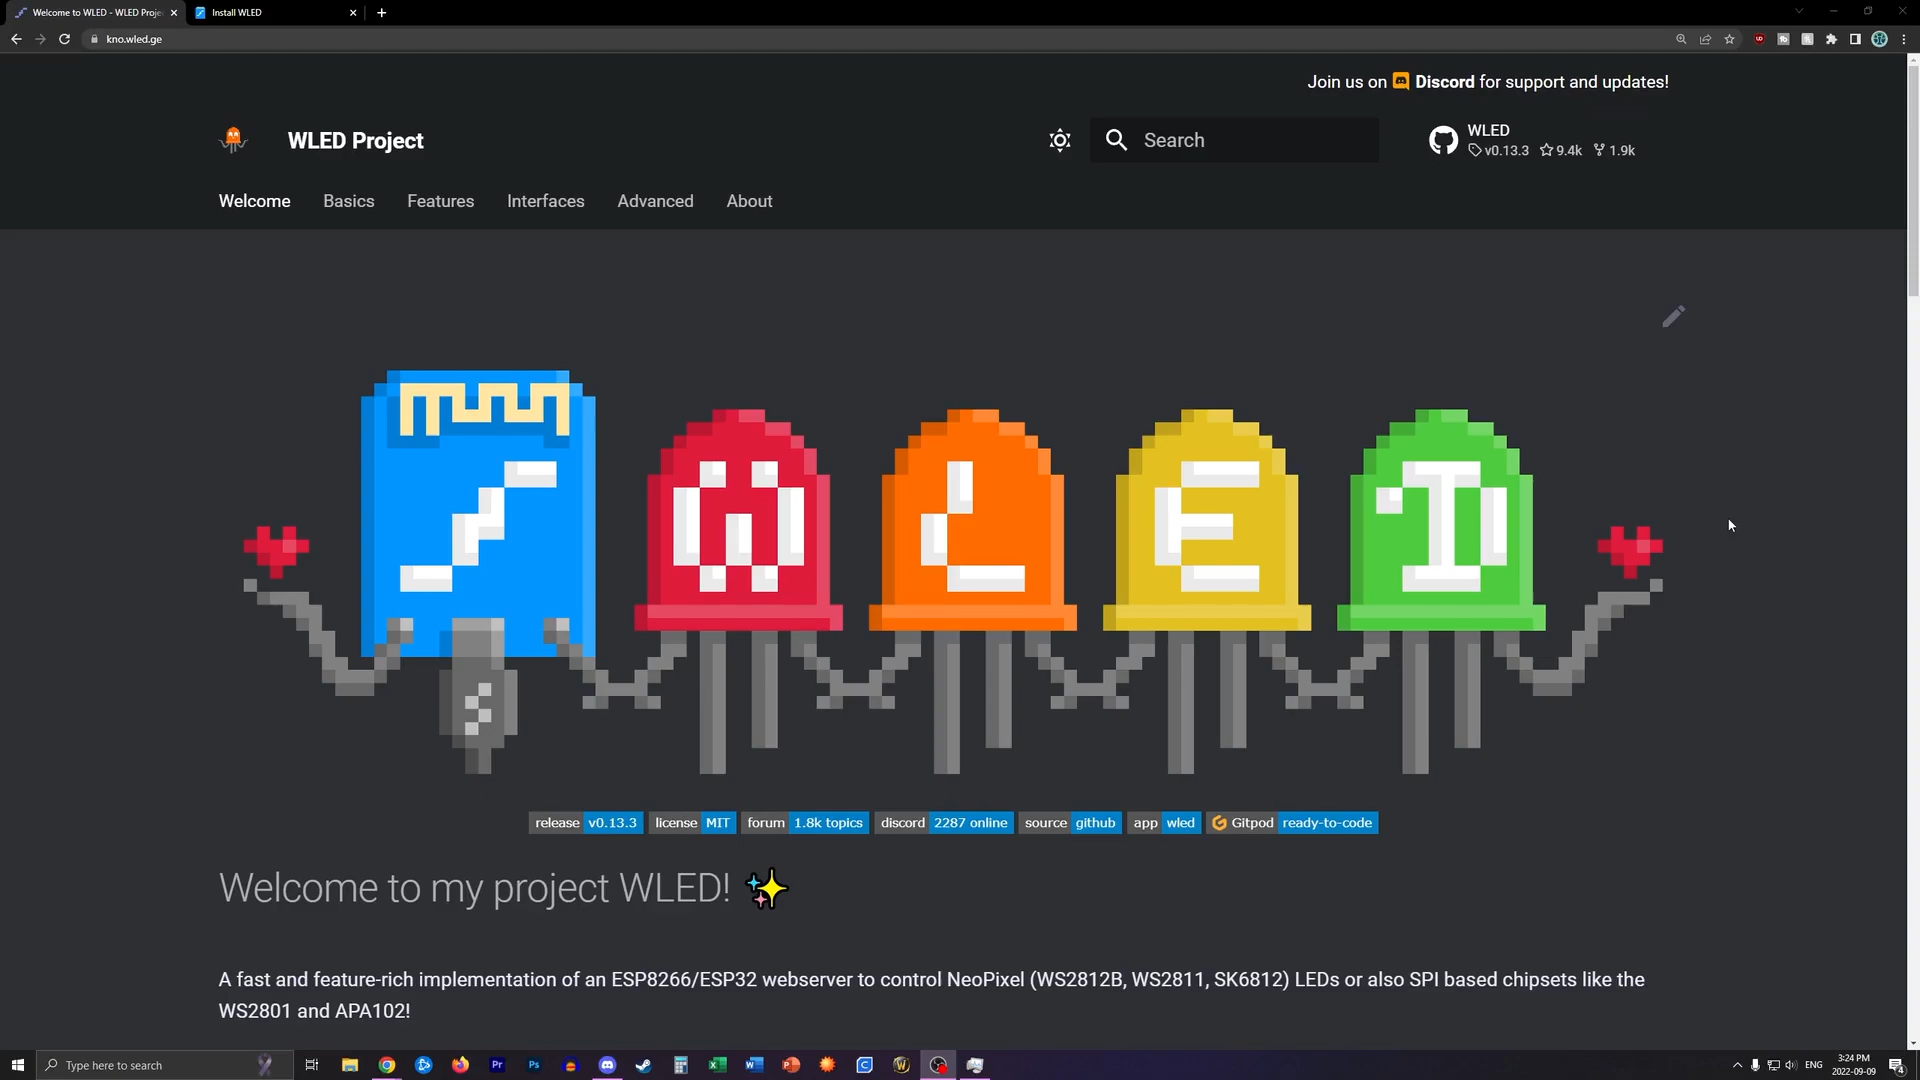 Welcome to WLED - WLED Proje
Install WLED
kno.wled.ge
Join us on Discord for support and updates!
WLED Project
Search
WLED
v0.13.3 9.4k 1.9k
Welcome Basics Features Interfaces Advanced About
W L E D
release v0.13.3 license MIT forum 1.8k topics discord 2287 online source github app wled Gitpod ready-to-code
Welcome to my project WLED! ✨
A fast and feature-rich implementation of an ESP8266/ESP32 webserver to control NeoPixel (WS2812B, WS2811, SK6812) LEDs or also SPI based chipsets like the
WS2801 and APA102!
Type here to search
Pr
Ps
ENG
3:24 PM
2022-09-09
4